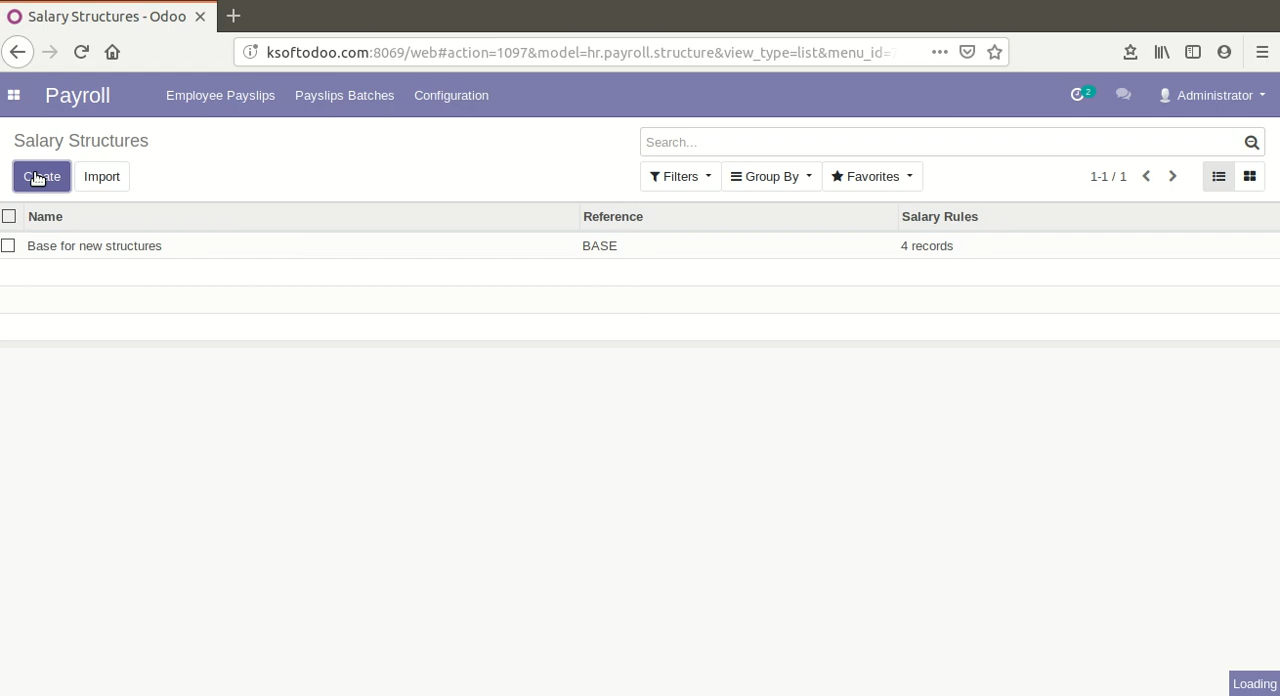 Salary Structures - Odoo
ksoftodoo.com:8069/web#action=1097&model=hr.payroll.structure&view_type=list&menu_id=
Payroll Employee Payslips Payslips Batches Configuration 2 Administrator
Salary Structures Search...
Create Import Filters Group By Favorites 1-1 / 1
Name Reference Salary Rules
Base for new structures BASE 4 records
Loading